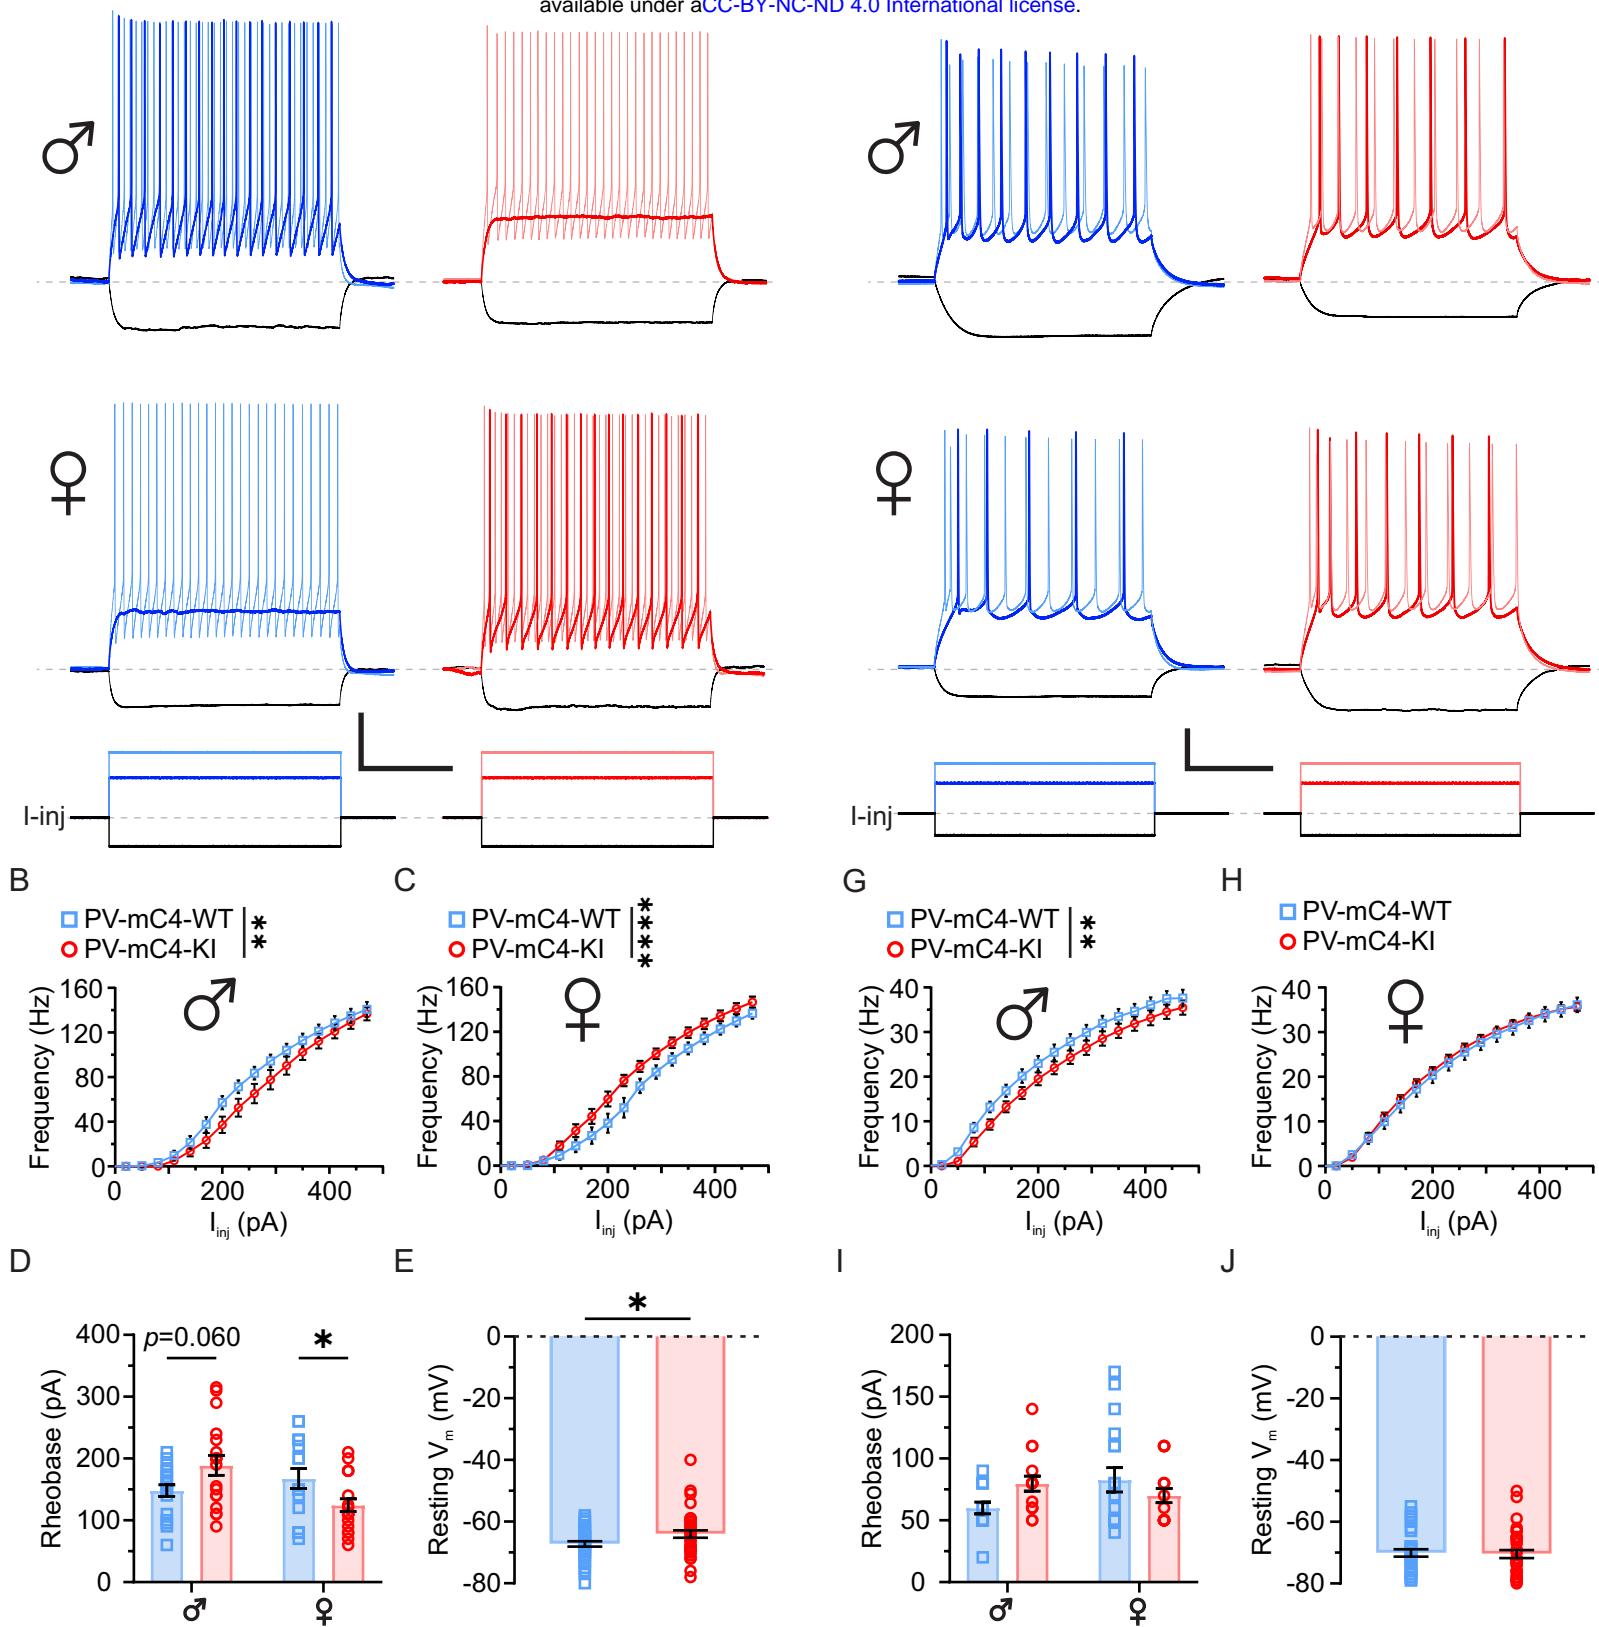 available under aCC-BY-NC-ND 4.0 International license.
♂
♂
♀
♀
I-inj
I-inj
B
C
G
H
PV-mC4-WT
PV-mC4-KI
**
PV-mC4-WT
PV-mC4-KI
****
PV-mC4-WT
PV-mC4-KI
**
PV-mC4-WT
PV-mC4-KI
Frequency (Hz)
160
120
80
40
0
♂
0 200 400
Iinj (pA)
Frequency (Hz)
160
120
80
40
0
♀
0 200 400
Iinj (pA)
Frequency (Hz)
40
30
20
10
0
♂
0 200 400
Iinj (pA)
Frequency (Hz)
40
30
20
10
0
♀
0 200 400
Iinj (pA)
D
E
I
J
Rheobase (pA)
400
300
200
100
0
p=0.060
*
♂ ♀
Resting Vm (mV)
0
-20
-40
-60
-80
*
Rheobase (pA)
200
150
100
50
0
♂ ♀
Resting Vm (mV)
0
-20
-40
-60
-80